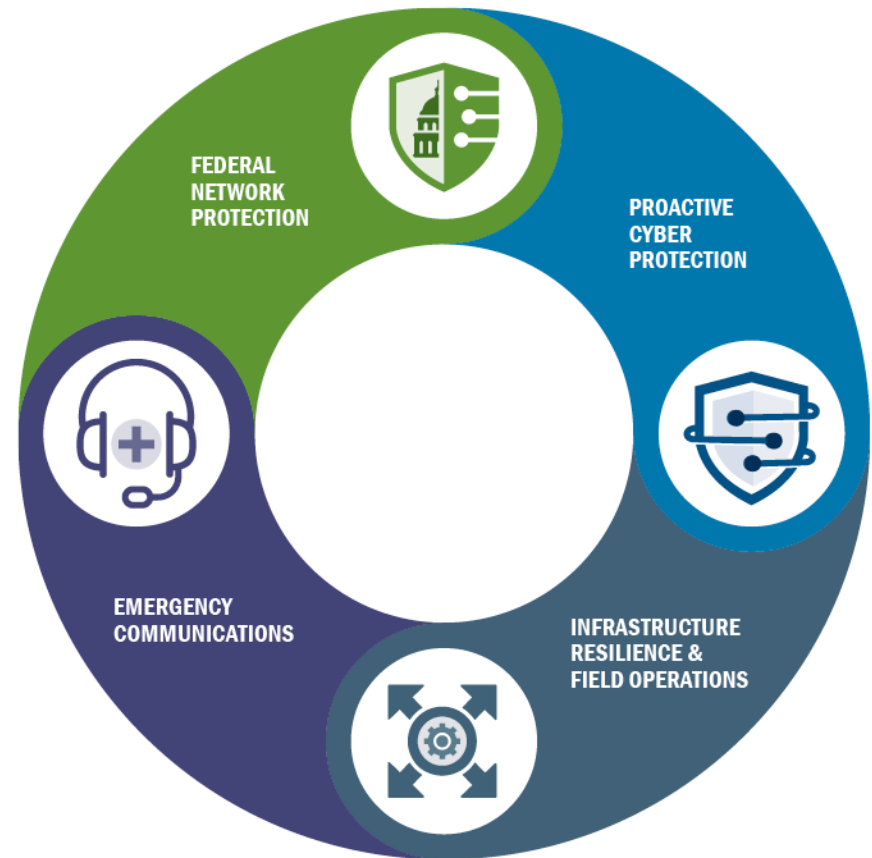 FEDERAL
NETWORK
PROTECTION
PROACTIVE
CYBER
PROTECTION
EMERGENCY
COMMUNICATIONS
INFRASTRUCTURE
RESILIENCE &
FIELD OPERATIONS